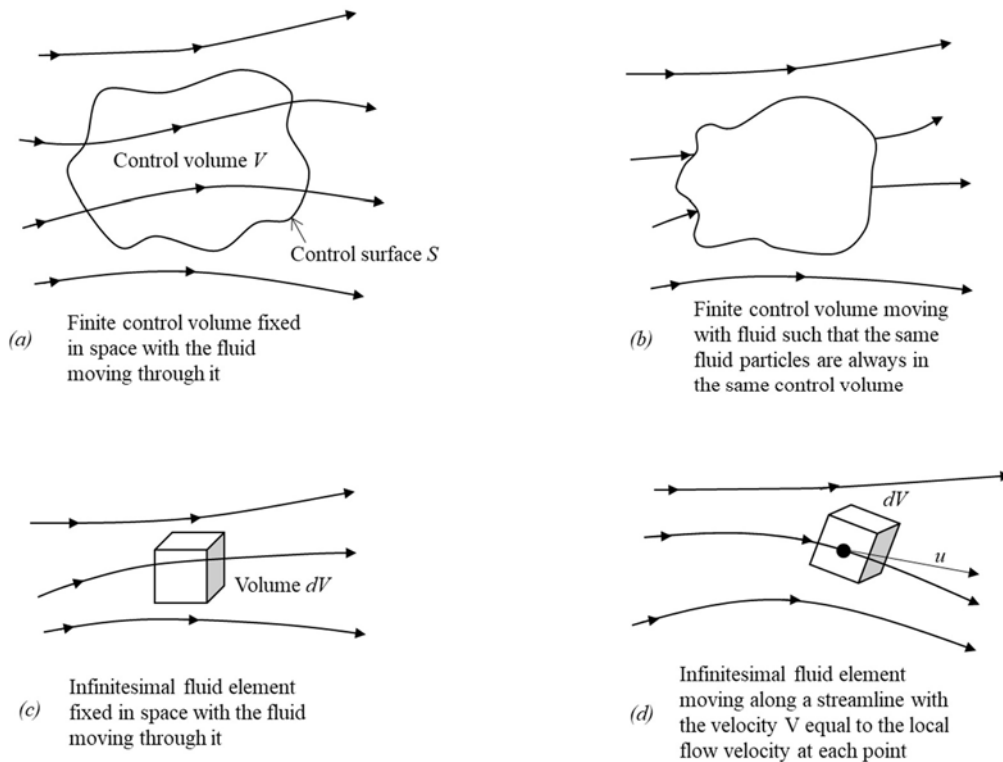 Control volume V
Control surface S
(a)
Finite control volume fixed
in space with the fluid
moving through it
(b)
Finite control volume moving
with fluid such that the same
fluid particles are always in
the same control volume
Volume dV
(c)
Infinitesimal fluid element
fixed in space with the fluid
moving through it
dV
u
(d)
Infinitesimal fluid element
moving along a streamline with
the velocity V equal to the local
flow velocity at each point